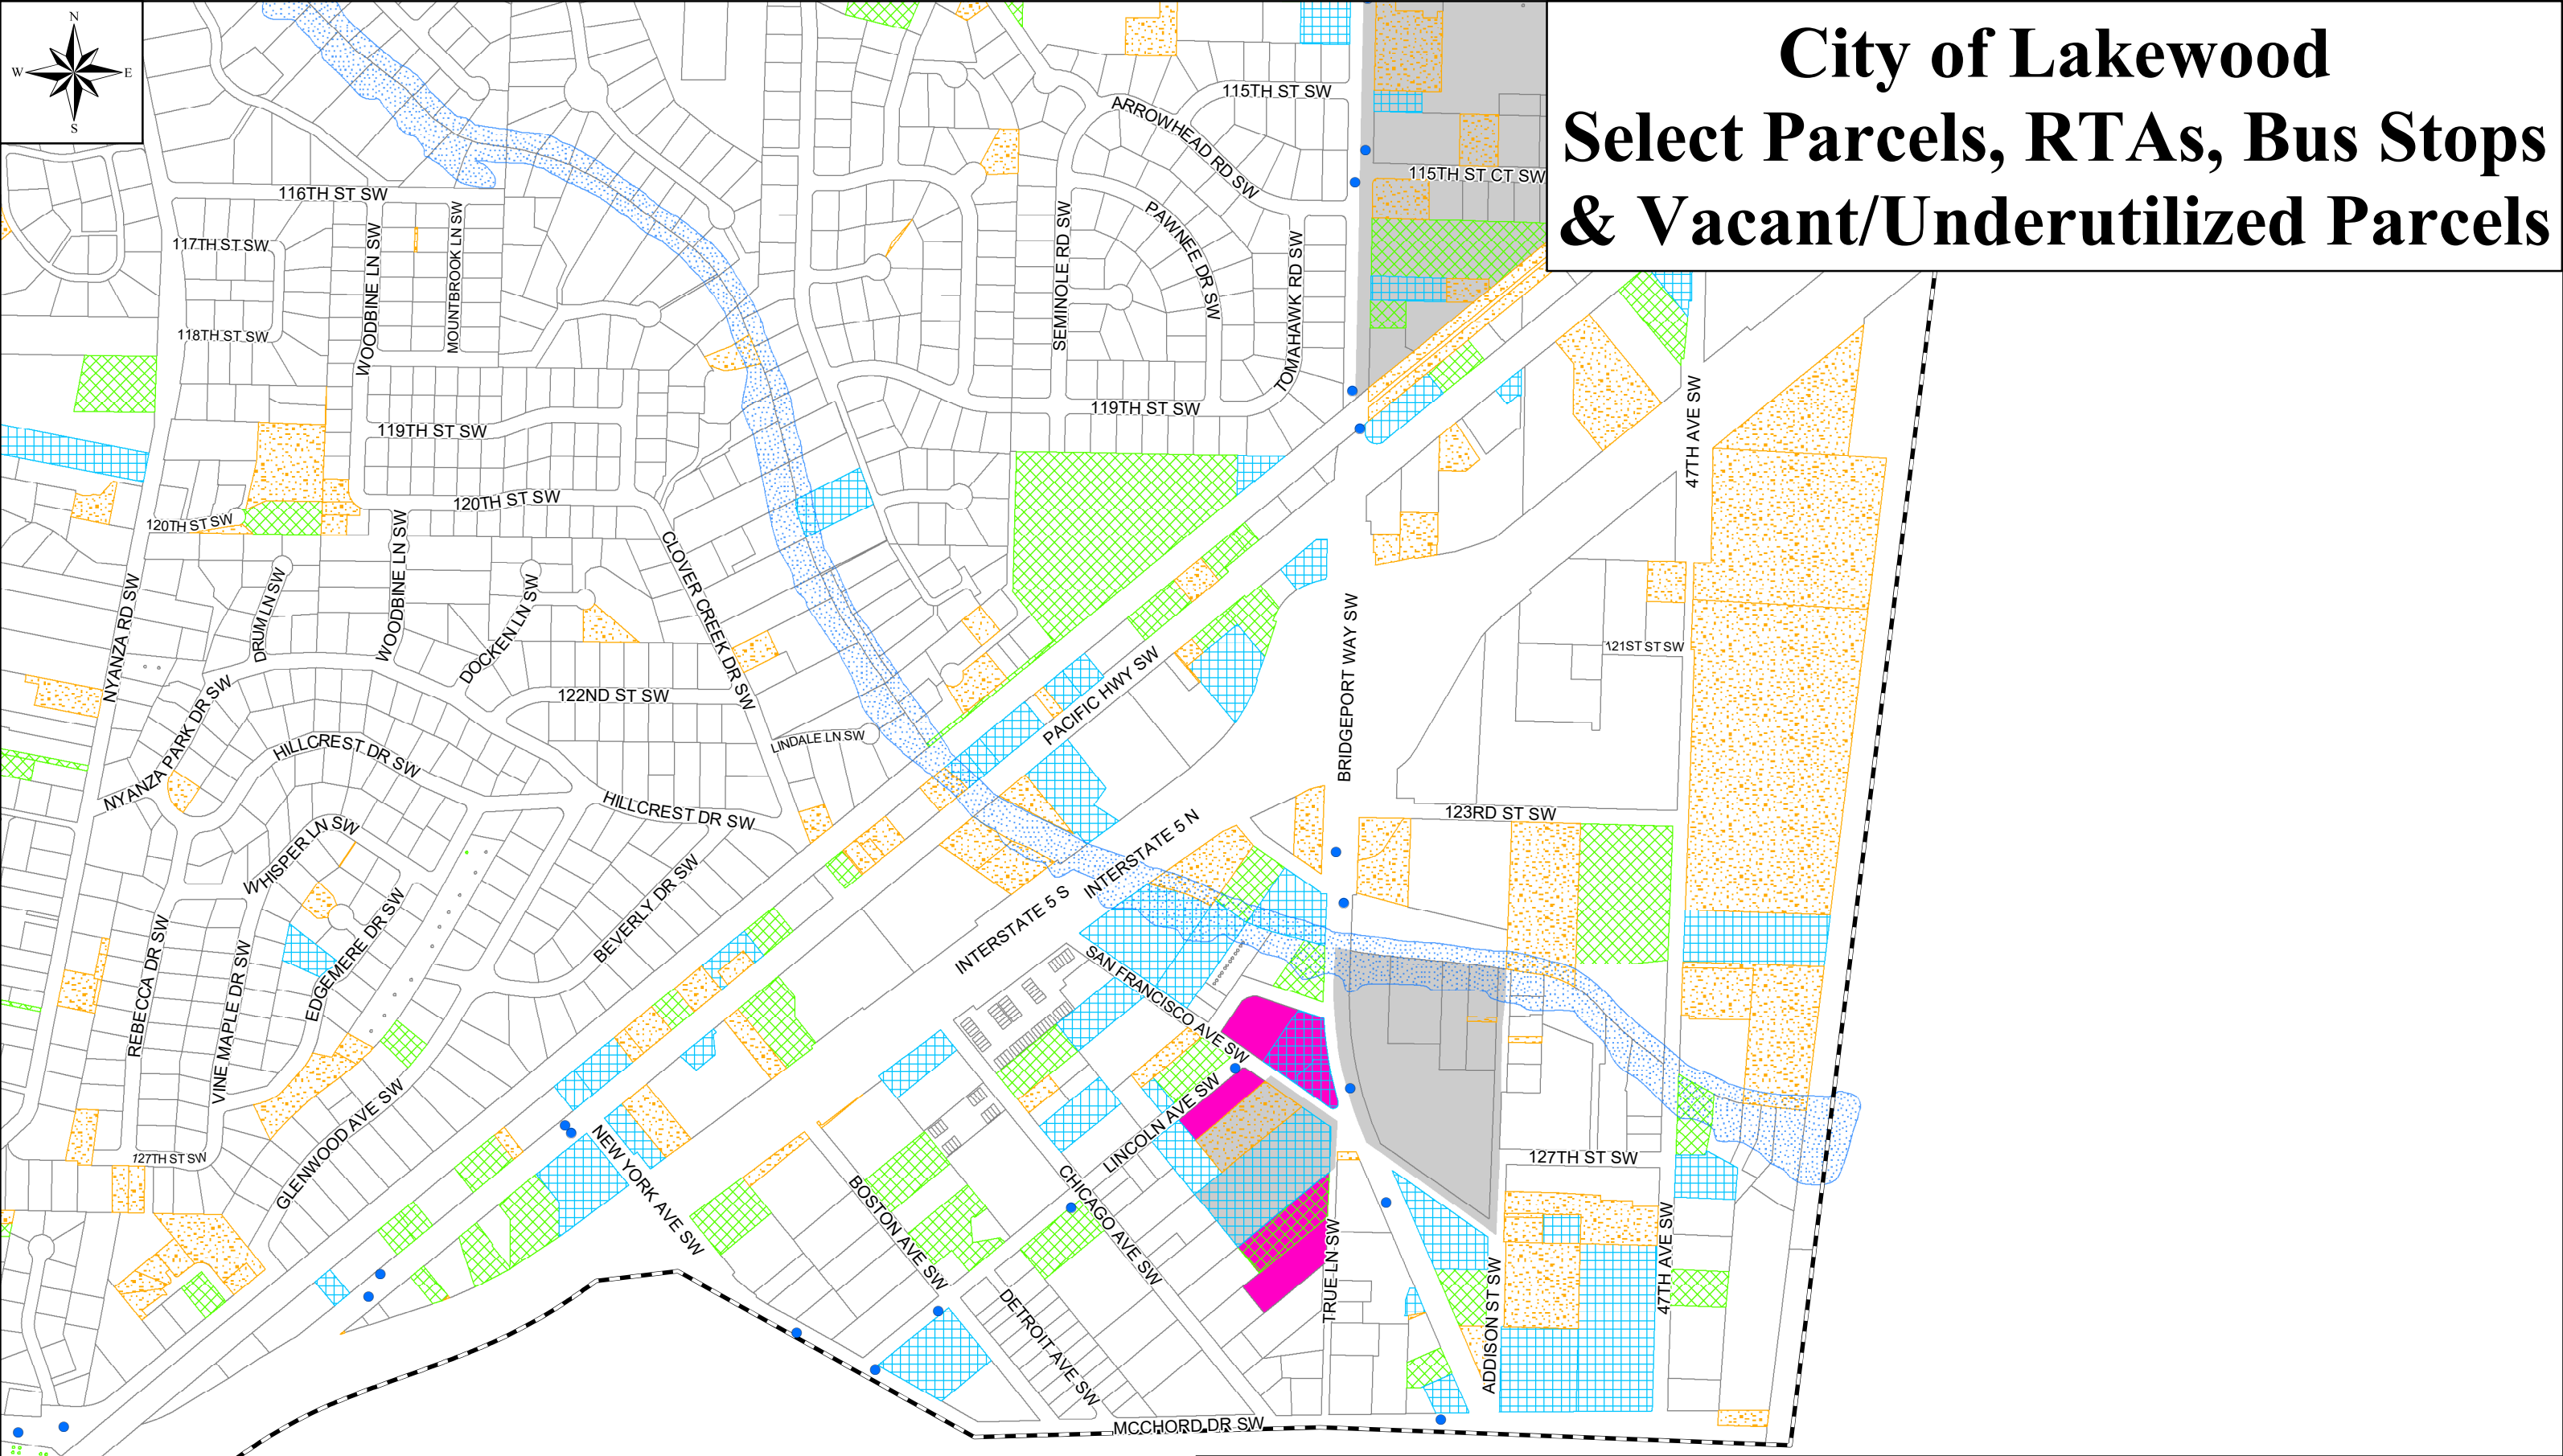 N
W E
S
City of Lakewood
Select Parcels, RTAs, Bus Stops
& Vacant/Underutilized Parcels
115TH ST SW
ARROWHEAD RD SW
115TH ST CT SW
116TH ST SW
PAWNEE DR SW
SEMINOLE RD SW
TOMAHAWK RD SW
WOODBINE LN SW
MOUNTBROOK LN SW
117TH ST SW
118TH ST SW
119TH ST SW
119TH ST SW
47TH AVE SW
120TH ST SW
120TH ST SW
CLOVER CREEK DR SW
WOODBINE LN SW
DRUM LN SW
DOCKEN LN SW
NYANZA RD SW
BRIDGEPORT WAY SW
121ST ST SW
PACIFIC HWY SW
122ND ST SW
NYANZA PARK DR SW
LINDALE LN SW
HILLCREST DR SW
HILLCREST DR SW
123RD ST SW
WHISPER LN SW
INTERSTATE 5 N
INTERSTATE 5 S
BEVERLY DR SW
EDGEMERE DR SW
REBECCA DR SW
VINE MAPLE DR SW
SAN FRANCISCO AVE SW
LINCOLN AVE SW
GLENWOOD AVE SW
127TH ST SW
127TH ST SW
NEW YORK AVE SW
BOSTON AVE SW
CHICAGO AVE SW
DETROIT AVE SW
TRUE LN SW
ADDISON ST SW
47TH AVE SW
MCCHORD DR SW